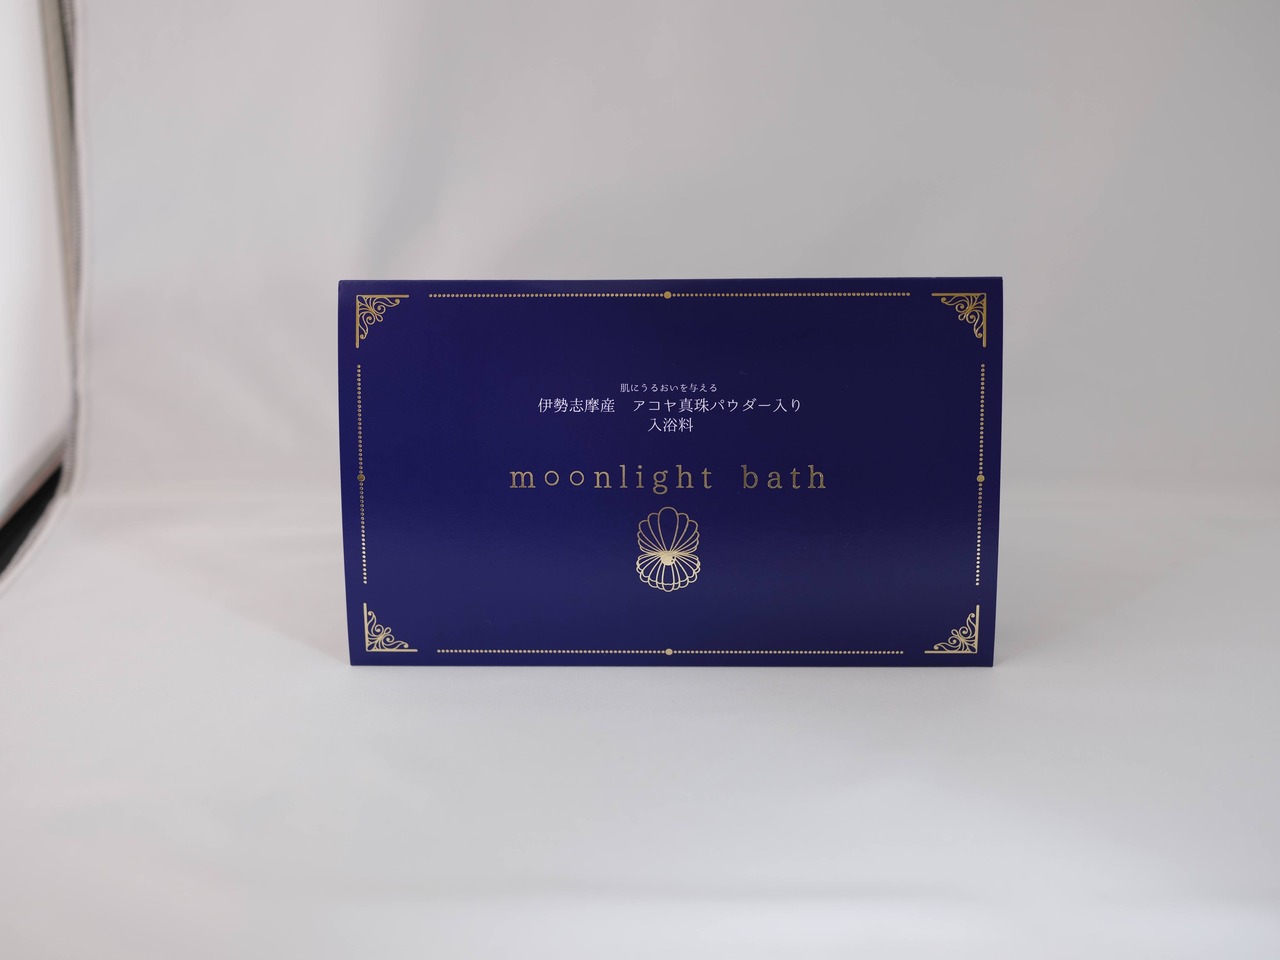 肌にうるおいを与える
伊勢志摩産　アコヤ真珠パウダー入り
入浴料
moonlight bath